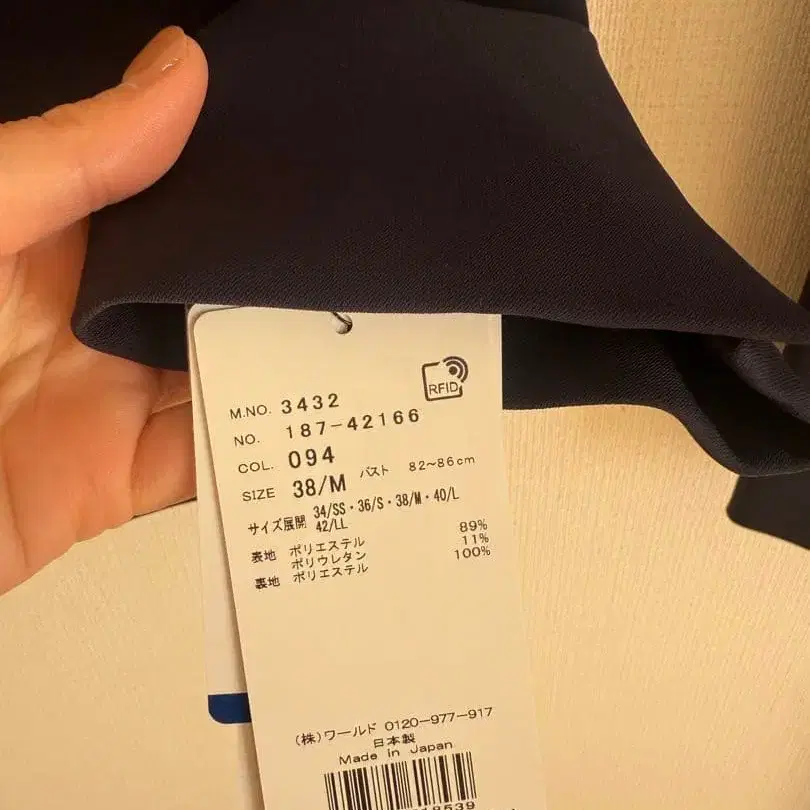 RFID
M.NO. 3432
NO. 187-42166
COL. 094
SIZE 38/M バスト 82~86cm
サイズ展開 34/SS・36/S・38/M・40/L
42/LL
表地 ポリエステル 89%
ポリウレタン 11%
裏地 ポリエステル 100%
(株)ワールド 0120-977-917
日本製
Made in Japan